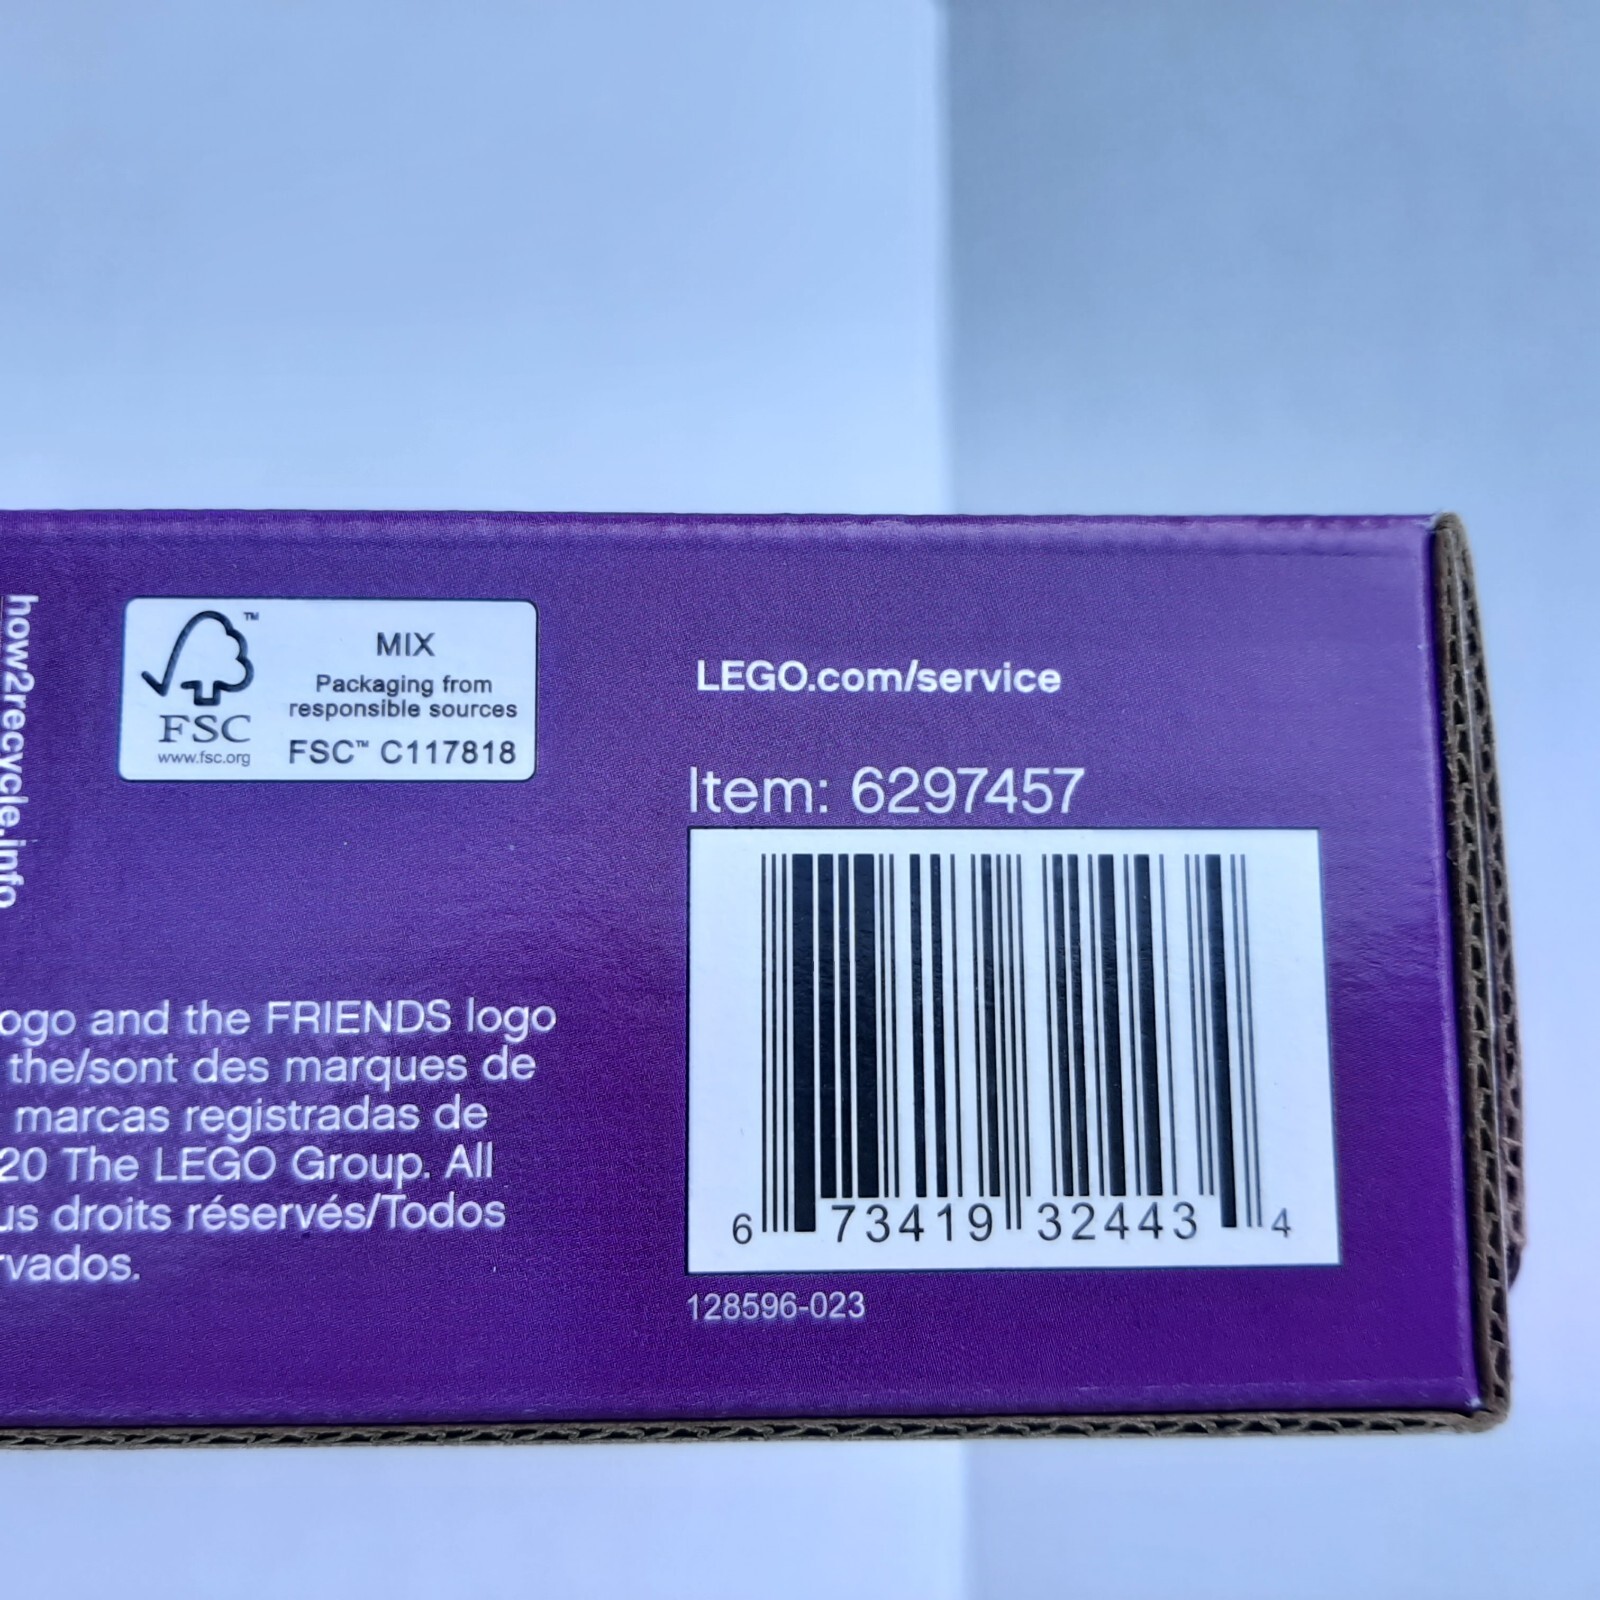 how2recycle.info
™
MIX
Packaging from
responsible sources
FSC
www.fsc.org
FSC™ C117818
LEGO.com/service
Item: 6297457
6 73419 32443 4
128596-023
ogo and the FRIENDS logo
the/sont des marques de
marcas registradas de
20 The LEGO Group. All
us droits réservés/Todos
rvados.